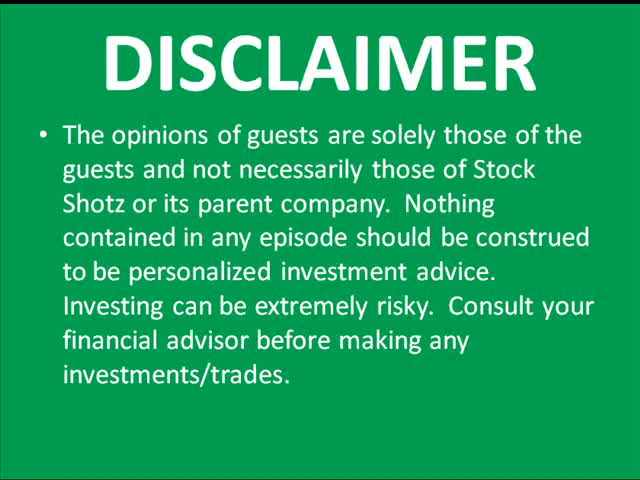 DISCLAIMER
• The opinions of guests are solely those of the
guests and not necessarily those of Stock
Shotz or its parent company.  Nothing
contained in any episode should be construed
to be personalized investment advice.
Investing can be extremely risky.  Consult your
financial advisor before making any
investments/trades.